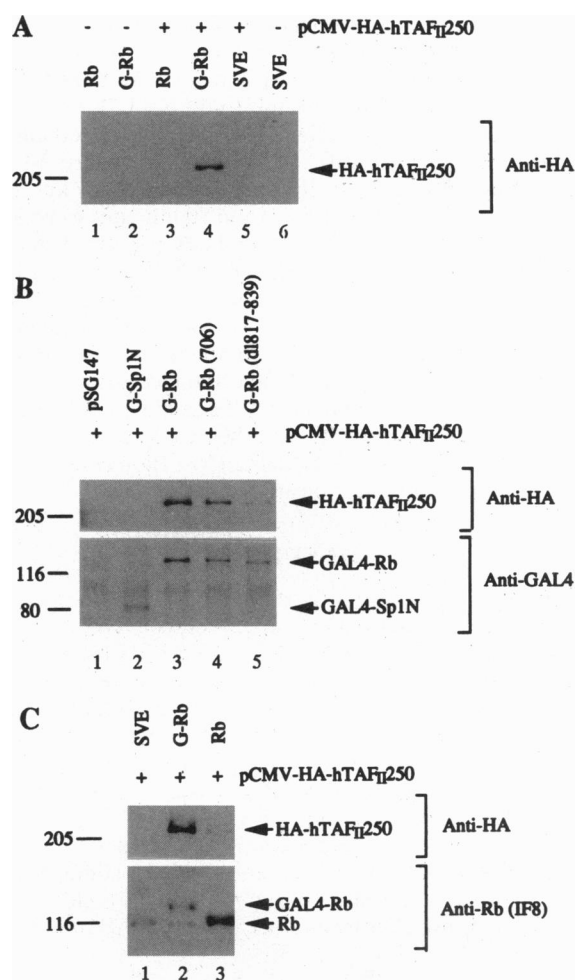 A
- - + + + - pCMV-HA-hTAFII250
Rb G-Rb Rb G-Rb SVE SVE
205
HA-hTAFII250
Anti-HA
1 2 3 4 5 6
B
pSG147 G-Sp1N G-Rb G-Rb (706) G-Rb (dl817-839)
+ + + + + pCMV-HA-hTAFII250
205
HA-hTAFII250
Anti-HA
116
GAL4-Rb
Anti-GAL4
80
GAL4-Sp1N
1 2 3 4 5
C
SVE G-Rb Rb
+ + + pCMV-HA-hTAFII250
205
HA-hTAFII250
Anti-HA
GAL4-Rb
Anti-Rb (IF8)
116
Rb
1 2 3